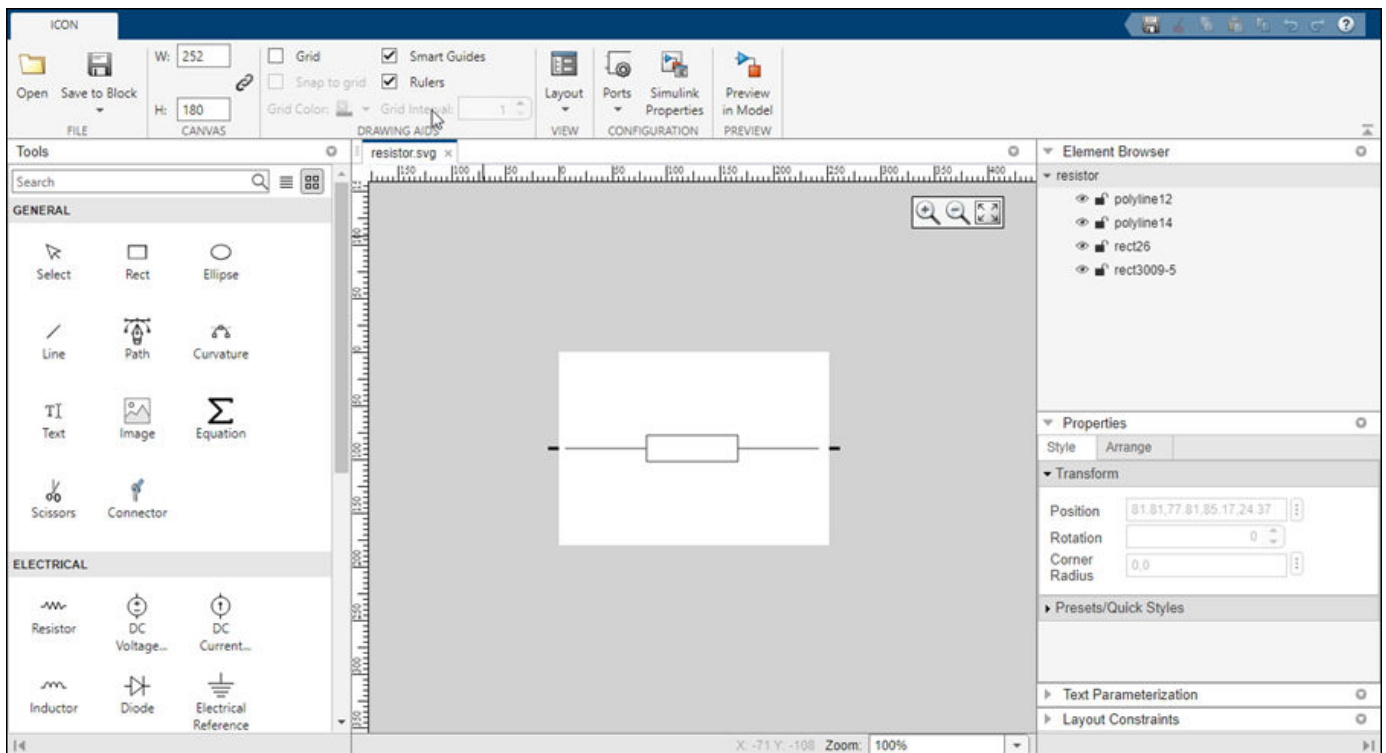 ICON
W: 252
Grid
Smart Guides
Snap to grid
Rulers
Open
Save to Block
H: 180
Grid Color:
Grid Interval: 1
Layout
Ports
Simulink
Properties
Preview
in Model
FILE
CANVAS
DRAWING AIDS
VIEW
CONFIGURATION
PREVIEW
Tools
Search
GENERAL
Select
Rect
Ellipse
Line
Path
Curvature
Text
Image
Equation
Scissors
Connector
ELECTRICAL
Resistor
DC
Voltage...
DC
Current...
Inductor
Diode
Electrical
Reference
resistor.svg
X: -71 Y: -108 Zoom: 100%
Element Browser
resistor
polyline12
polyline14
rect26
rect3009-5
Properties
Style
Arrange
Transform
Position 81.81,77.81,85.17,24.37
Rotation 0
Corner
Radius 0,0
Presets/Quick Styles
Text Parameterization
Layout Constraints